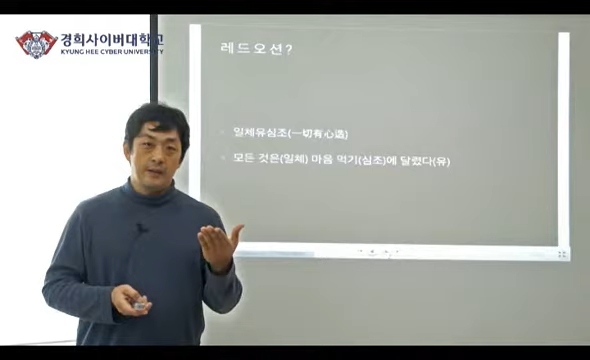 경희사이버대학교
KYUNG HEE CYBER UNIVERSITY
레드오션?
일체유심조(一切有心造)
모든 것은(일체) 마음 먹기(심조)에 달렸다(유)